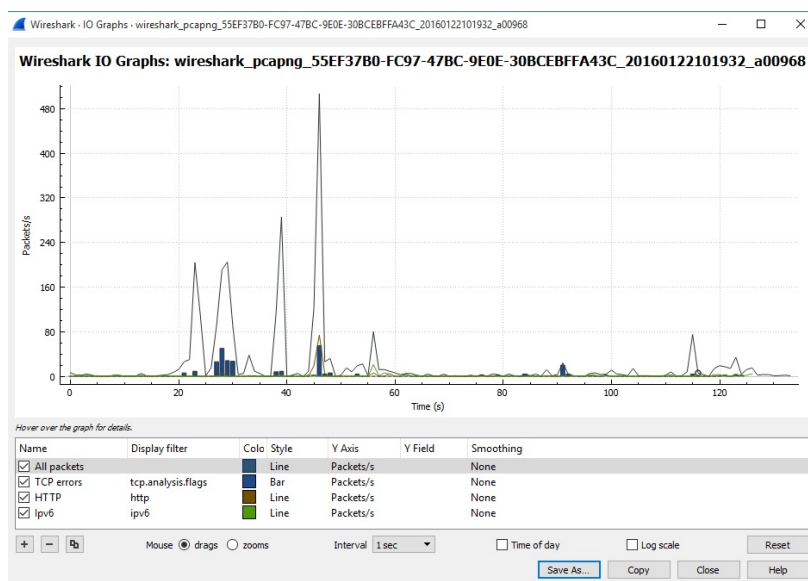 Wireshark · IO Graphs · wireshark_pcapng_55EF37B0-FC97-47BC-9E0E-30BCEBFFA43C_20160122101932_a00968
Wireshark IO Graphs: wireshark_pcapng_55EF37B0-FC97-47BC-9E0E-30BCEBFFA43C_20160122101932_a00968
480
400
320
240
160
80
0
Packets/s
0 20 40 60 80 100 120
Time (s)
Hover over the graph for details.
Name Display filter Colo Style Y Axis Y Field Smoothing
All packets Line Packets/s None
TCP errors tcp.analysis.flags Bar Packets/s None
HTTP http Line Packets/s None
Ipv6 ipv6 Line Packets/s None
+ − Mouse drags zooms Interval 1 sec Time of day Log scale Reset
Save As... Copy Close Help